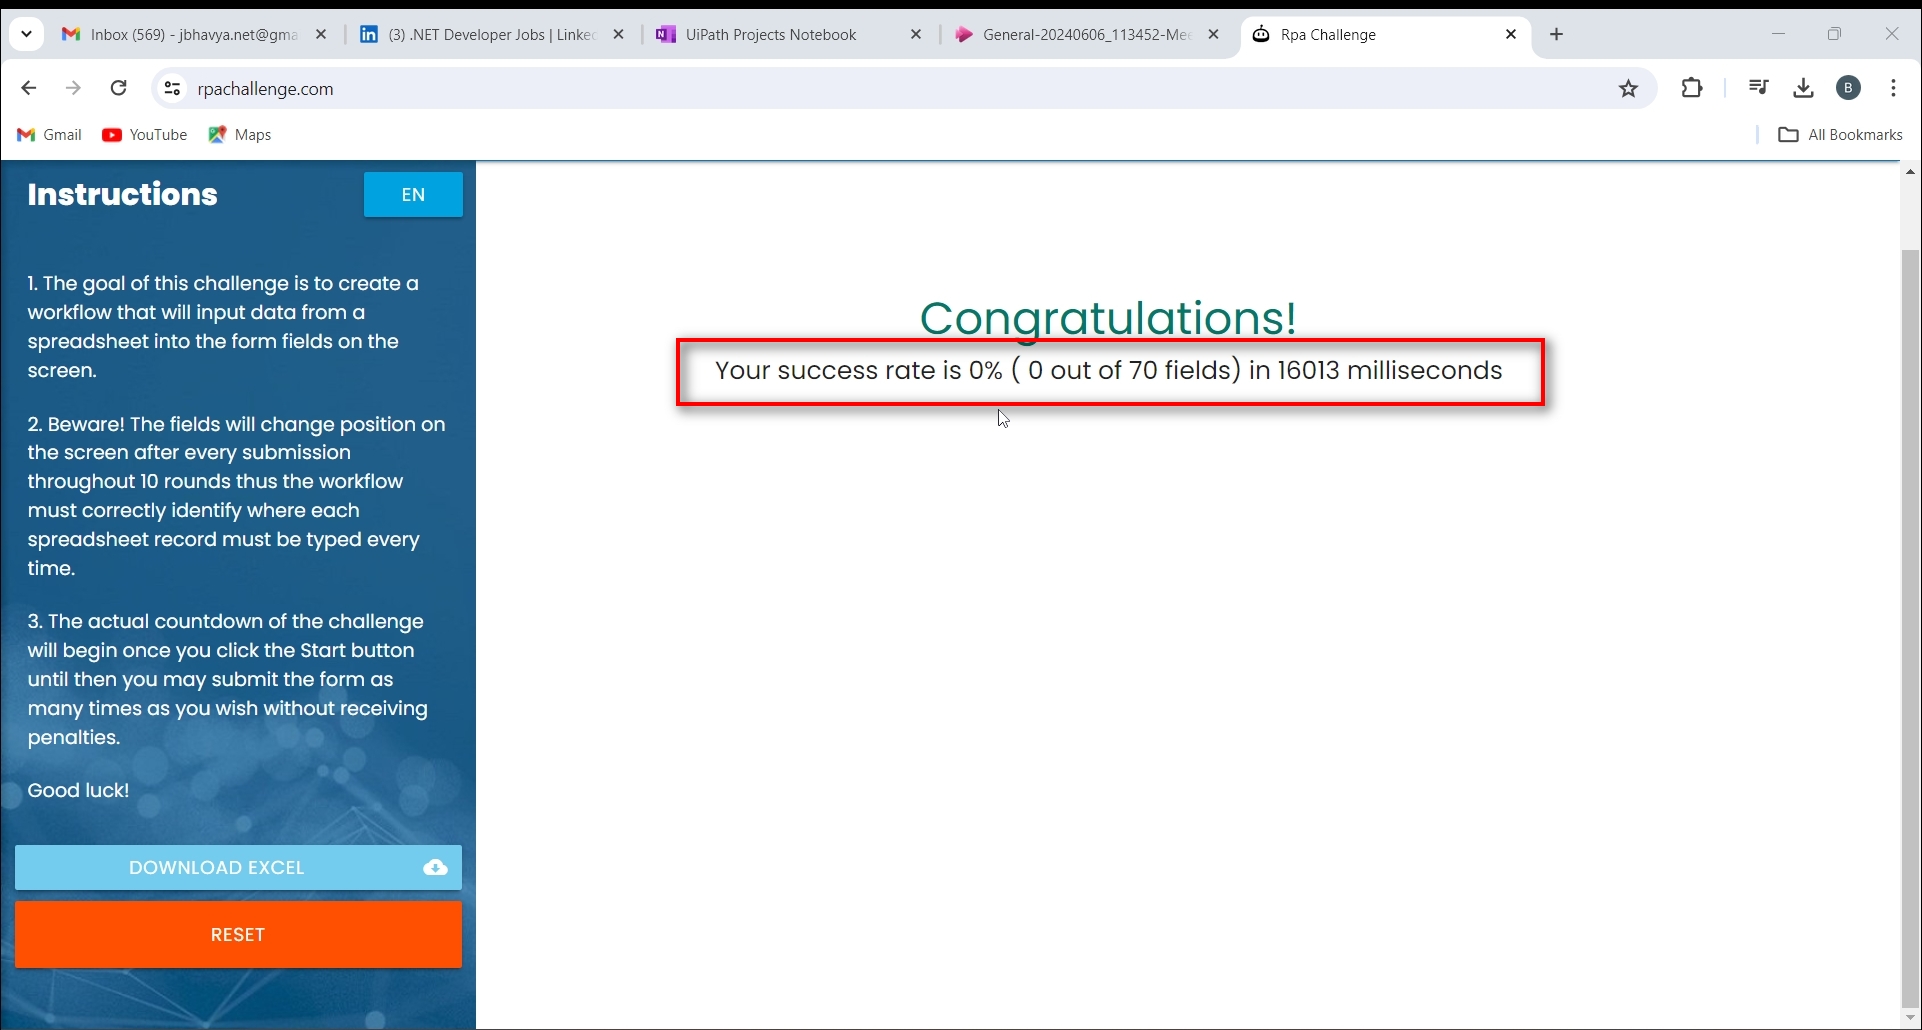 Inbox (569) - jbhavya.net@gma
(3) .NET Developer Jobs | Linke
UiPath Projects Notebook
General-20240606_113452-Mee
Rpa Challenge
rpachallenge.com
B
Gmail
YouTube
Maps
All Bookmarks
Instructions
EN
1. The goal of this challenge is to create a
workflow that will input data from a
spreadsheet into the form fields on the
screen.
2. Beware! The fields will change position on
the screen after every submission
throughout 10 rounds thus the workflow
must correctly identify where each
spreadsheet record must be typed every
time.
3. The actual countdown of the challenge
will begin once you click the Start button
until then you may submit the form as
many times as you wish without receiving
penalties.
Good luck!
DOWNLOAD EXCEL
RESET
Congratulations!
Your success rate is 0% ( 0 out of 70 fields) in 16013 milliseconds